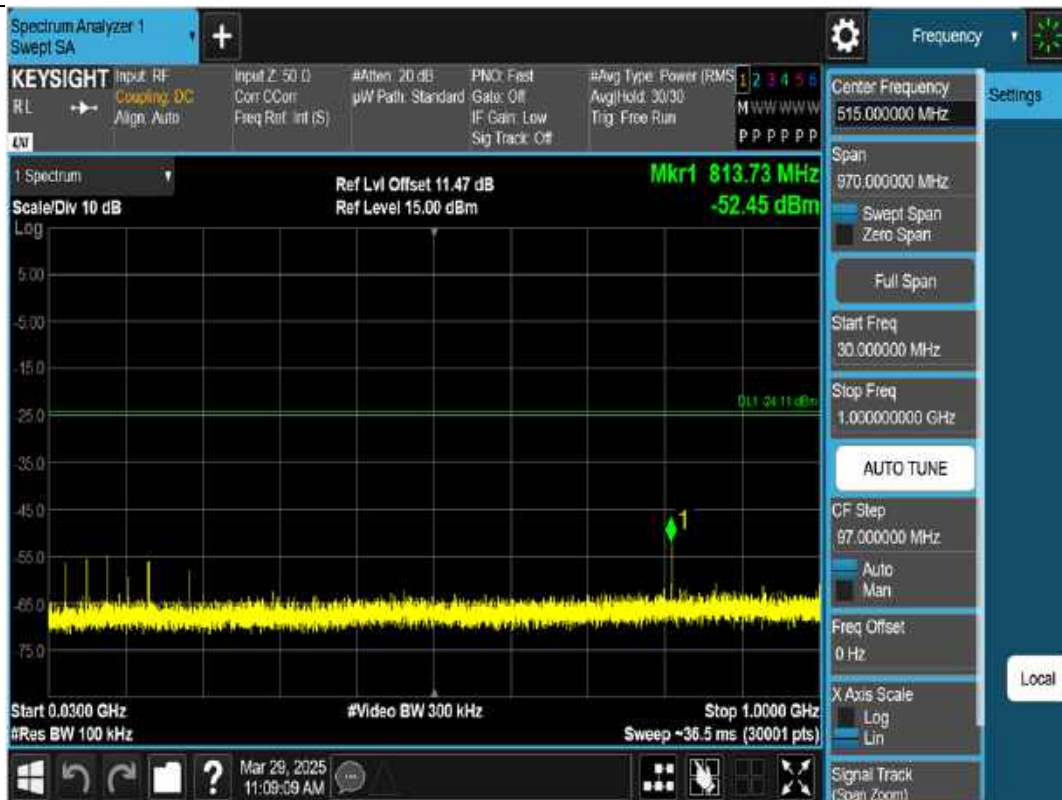 Spectrum Analyzer 1
Swept SA
+
Frequency
KEYSIGHT
RL
LXI
Input: RF
Coupling: DC
Align: Auto
Input Z: 50 Ω
Corr CCorr
Freq Ref: Int (S)
#Atten: 20 dB
µW Path: Standard
PNO: Fast
Gate: Off
IF Gain: Low
Sig Track: Off
#Avg Type: Power (RMS
Avg|Hold: 30/30
Trig: Free Run
1 2 3 4 5 6
M W W W W W
P P P P P P
1 Spectrum
Scale/Div 10 dB
Log
Ref Lvl Offset 11.47 dB
Ref Level 15.00 dBm
Mkr1 813.73 MHz
-52.45 dBm
5.00
-5.00
-15.0
-25.0
-35.0
-45.0
-55.0
-65.0
-75.0
DL1 -24.11 dBm
1
Start 0.0300 GHz
#Res BW 100 kHz
#Video BW 300 kHz
Stop 1.0000 GHz
Sweep ~36.5 ms (30001 pts)
?
Mar 29, 2025
11:09:09 AM
Center Frequency
515.000000 MHz
Span
970.000000 MHz
Swept Span
Zero Span
Full Span
Start Freq
30.000000 MHz
Stop Freq
1.000000000 GHz
AUTO TUNE
CF Step
97.000000 MHz
Auto
Man
Freq Offset
0 Hz
X Axis Scale
Log
Lin
Signal Track
(Span Zoom)
Settings
Local